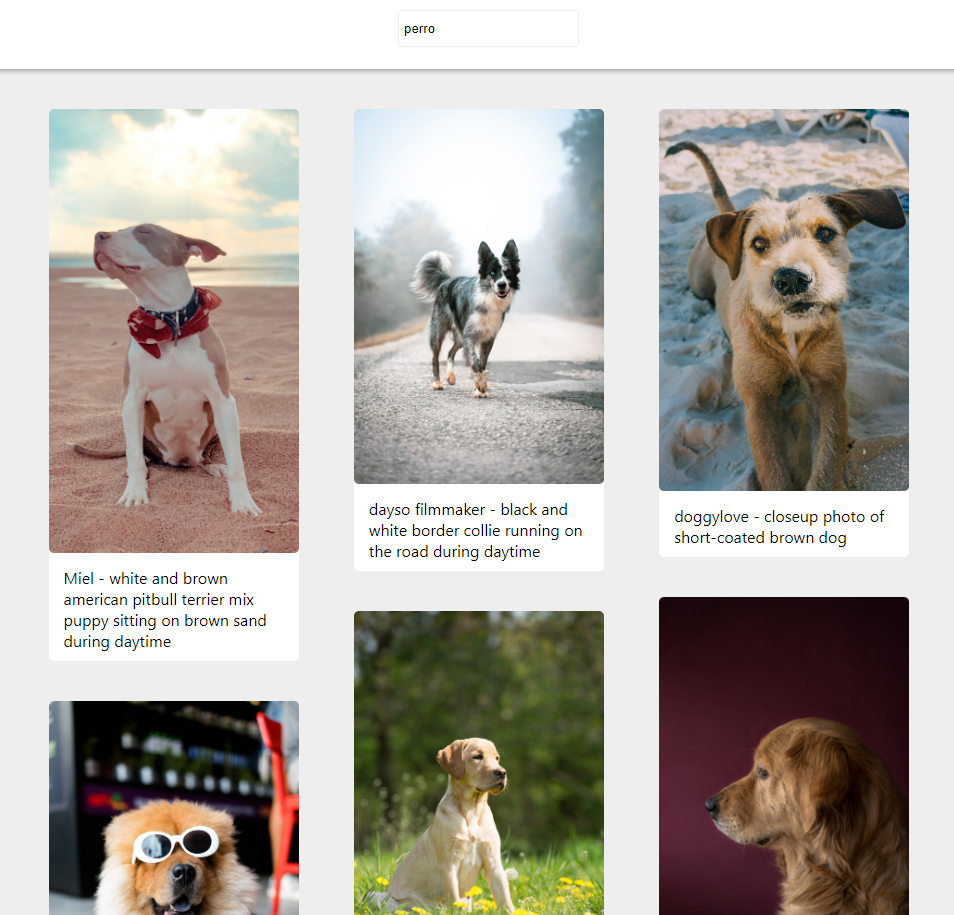 perro
Miel - white and brown
american pitbull terrier mix
puppy sitting on brown sand
during daytime
dayso filmmaker - black and
white border collie running on
the road during daytime
doggylove - closeup photo of
short-coated brown dog